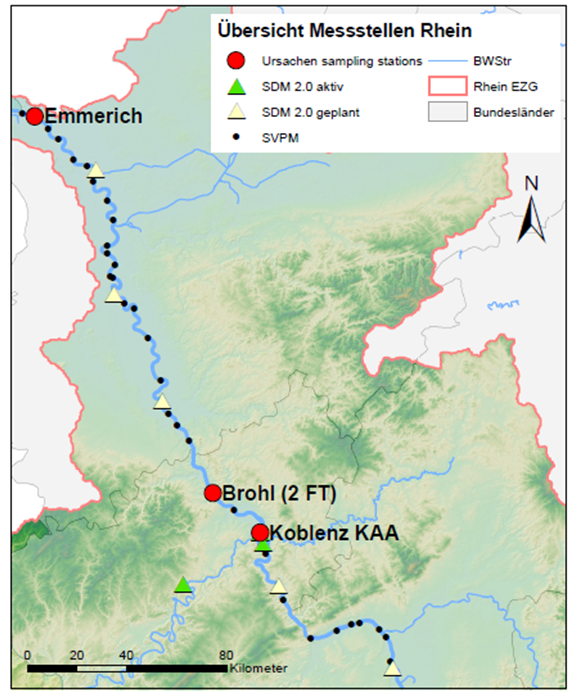 Übersicht Messstellen Rhein
Ursachen sampling stations
SDM 2.0 aktiv
SDM 2.0 geplant
SVPM
BWStr
Rhein EZG
Bundesländer
Emmerich
N
Brohl (2 FT)
Koblenz KAA
0 20 40 80
Kilometer